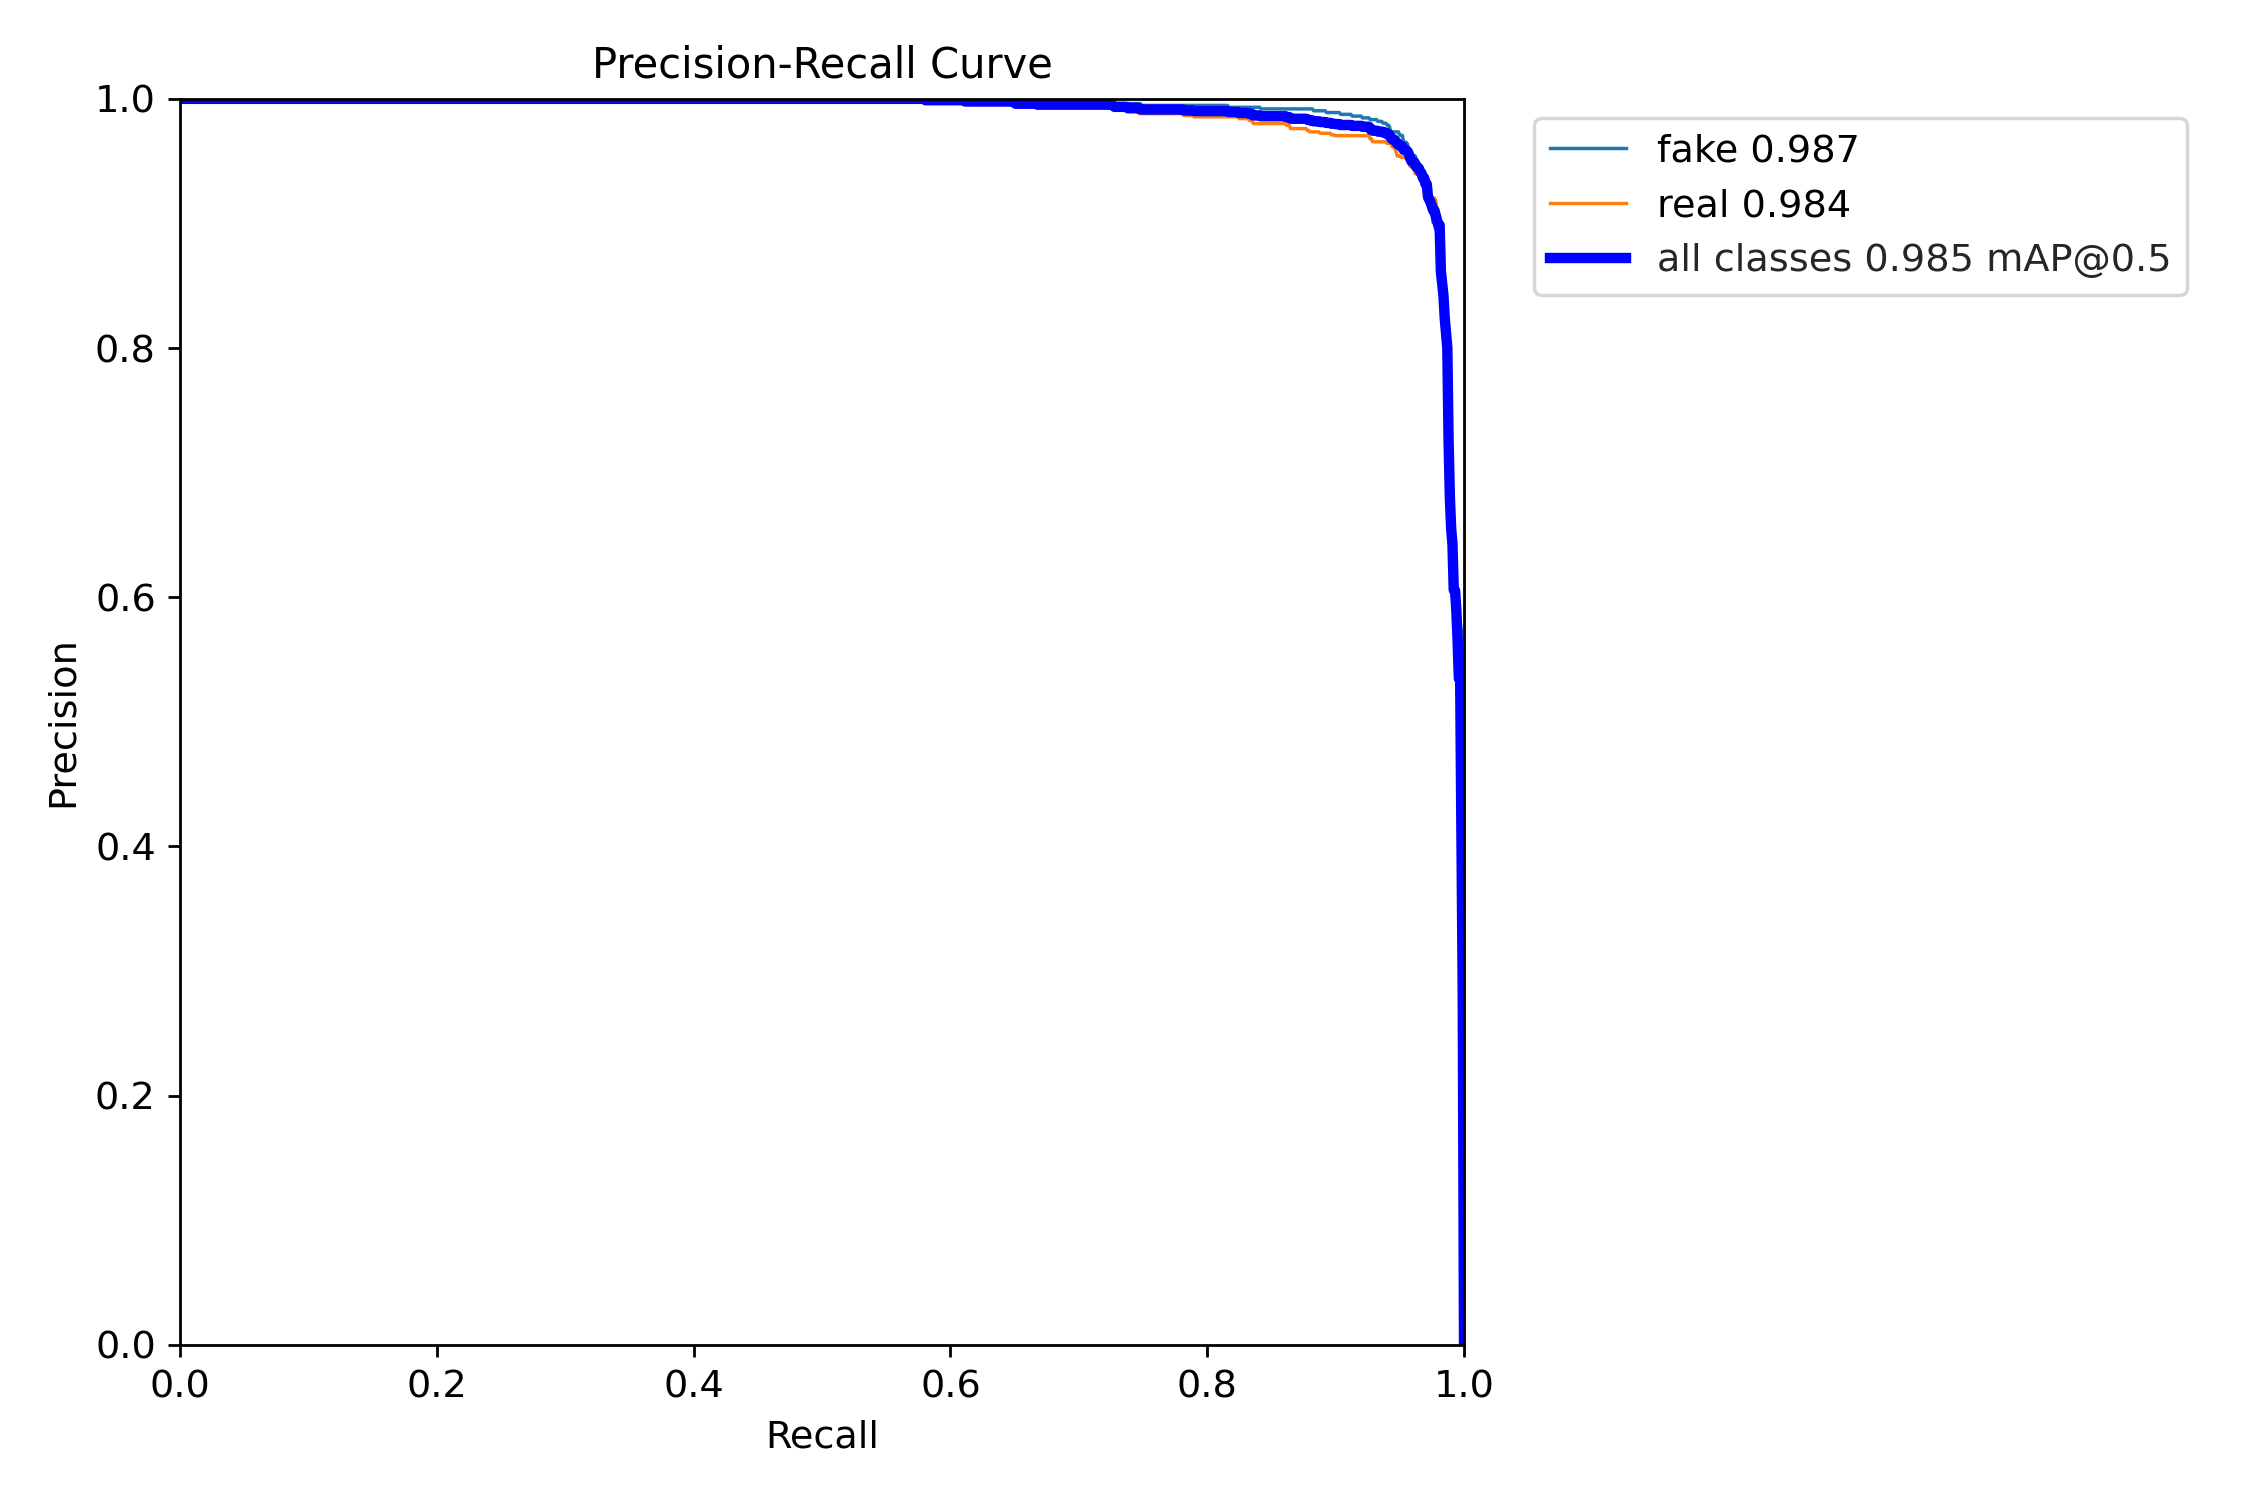 Precision-Recall Curve
fake 0.987
real 0.984
all classes 0.985 mAP@0.5
1.0
0.8
0.6
0.4
0.2
0.0
Precision
0.0 0.2 0.4 0.6 0.8 1.0
Recall